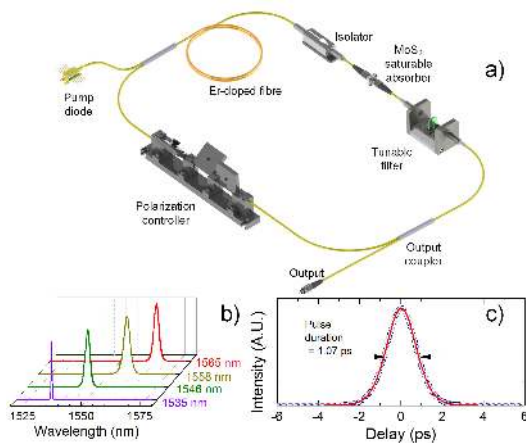 a)
Isolator
MoS₂
saturable
absorber
Pump
diode
Er-doped fibre
Tunable
filter
Polarization
controller
Output
coupler
Output
b)
1565 nm
1558 nm
1546 nm
1535 nm
1525 1550 1575
Wavelength (nm)
c)
Pulse
duration
= 1.07 ps
Intensity (A.U.)
-6 -4 -2 0 2 4 6
Delay (ps)